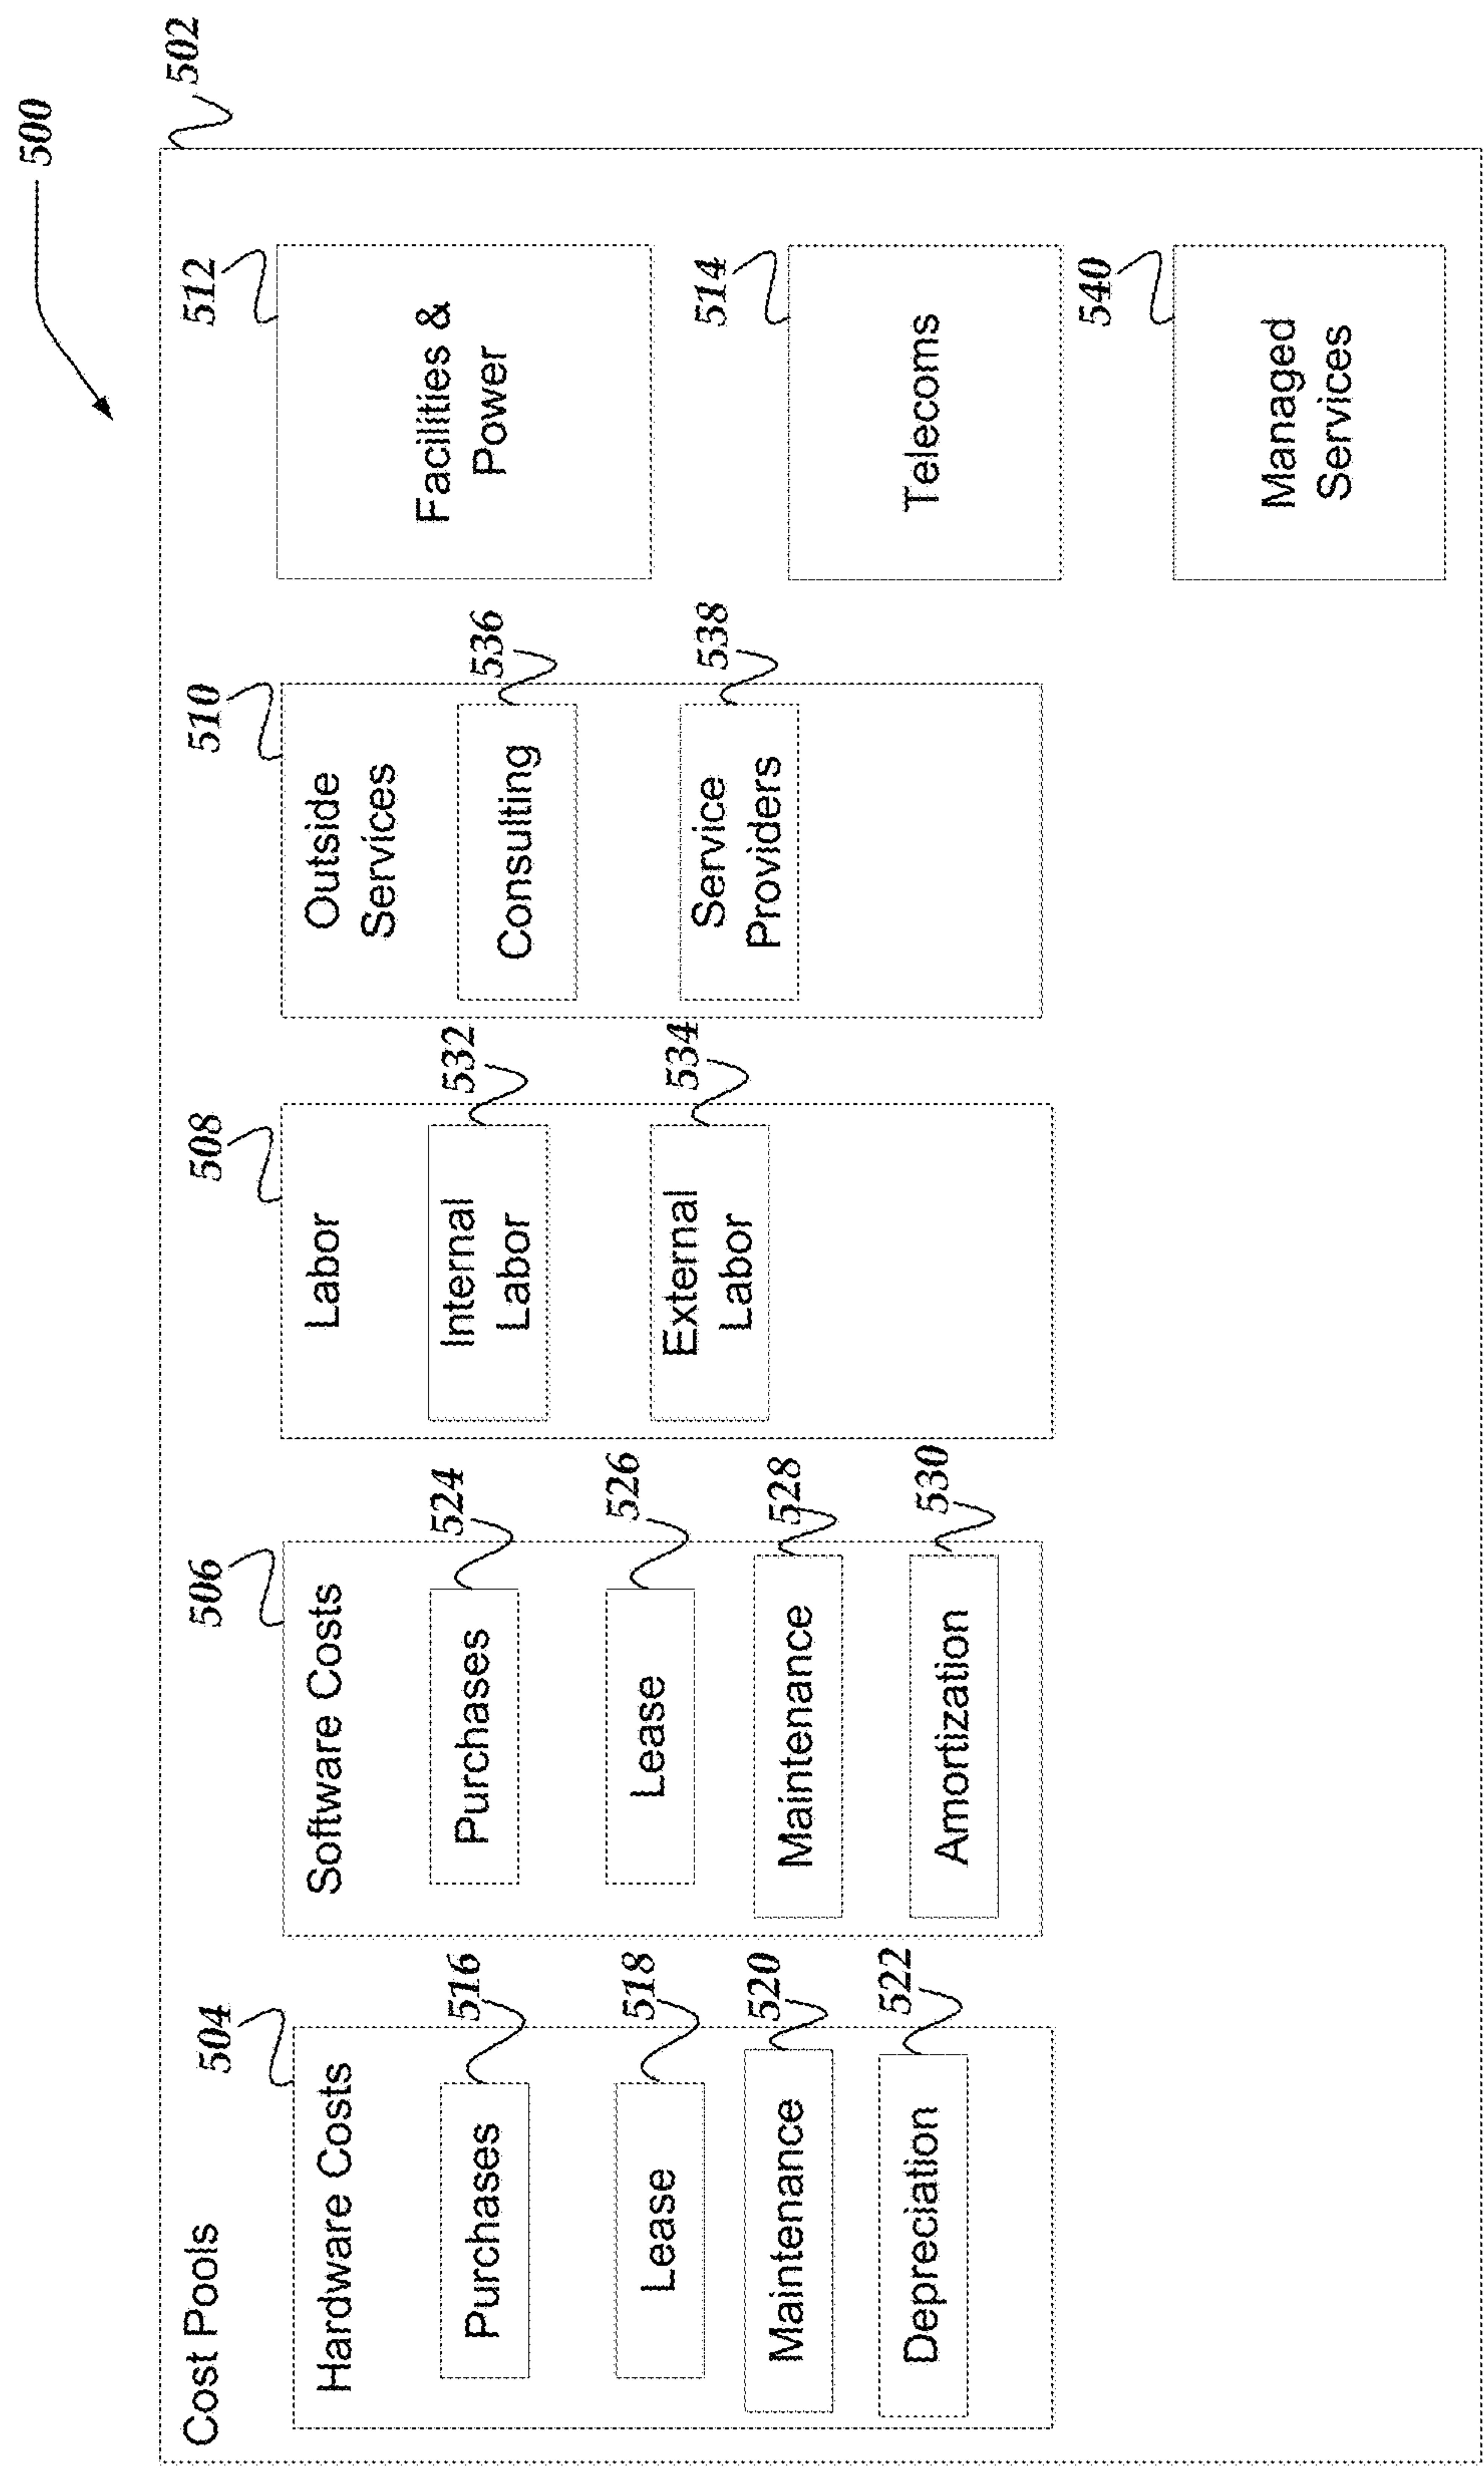 500
502
Cost Pools
504
Hardware Costs
516
Purchases
518
Lease
520
Maintenance
522
Depreciation
506
Software Costs
524
Purchases
526
Lease
528
Maintenance
530
Amortization
508
Labor
532
Internal
Labor
534
External
Labor
510
Outside
Services
536
Consulting
538
Service
Providers
512
Facilities &
Power
514
Telecoms
540
Managed
Services